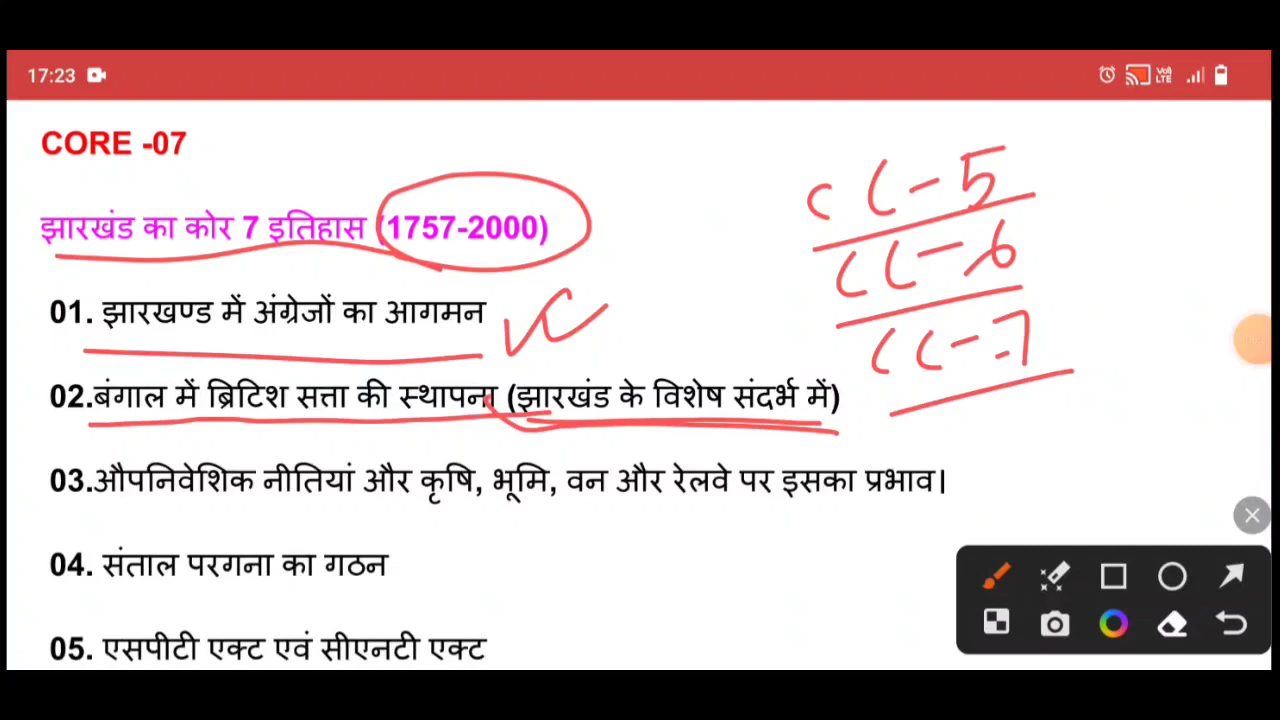 17:23
VoD LTE
CORE -07
झारखंड का कोर 7 इतिहास (1757-2000)
01. झारखण्ड में अंग्रेजों का आगमन
02.बंगाल में ब्रिटिश सत्ता की स्थापना (झारखंड के विशेष संदर्भ में)
03.औपनिवेशिक नीतियां और कृषि, भूमि, वन और रेलवे पर इसका प्रभाव।
04. संताल परगना का गठन
05. एसपीटी एक्ट एवं सीएनटी एक्ट
CC-5
CC-6
CC-7